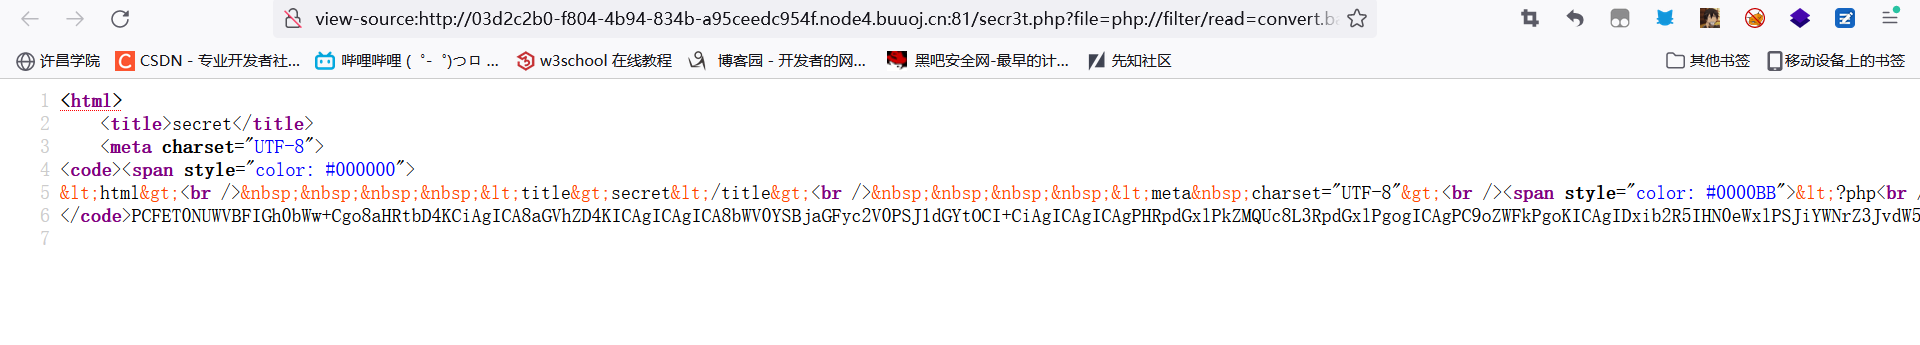 view-source:http://03d2c2b0-f804-4b94-834b-a95ceedc954f.node4.buuoj.cn:81/secr3t.php?file=php://filter/read=convert.ba
许昌学院 CSDN - 专业开发者社... 哔哩哔哩 ( ゜- ゜)つロ ... w3school 在线教程 博客园 - 开发者的网... 黑吧安全网-最早的计... 先知社区 其他书签 移动设备上的书签
1 <html>
2 <title>secret</title>
3 <meta charset="UTF-8">
4 <code><span style="color: #000000">
5 &lt;html&gt;<br />&nbsp;&nbsp;&nbsp;&nbsp;&lt;title&gt;secret&lt;/title&gt;<br />&nbsp;&nbsp;&nbsp;&nbsp;&lt;meta&nbsp;charset="UTF-8"&gt;<br /><span style="color: #0000BB">&lt;?php<br /
6 </code>PCFET0NUWVBFIGh0bWw+Cgo8aHRtbD4KCiAgICA8aGVhZD4KICAgICAgICA8bWV0YSBjaGFyc2V0PSJ1dGYtOCI+CiAgICAgICAgPHRpdGxlPkZMQUc8L3RpdGxlPgogICAgPC9oZWFkPgoKICAgIDxib2R5IHN0eWxlPSJiYWNrZ3JvdW5
7